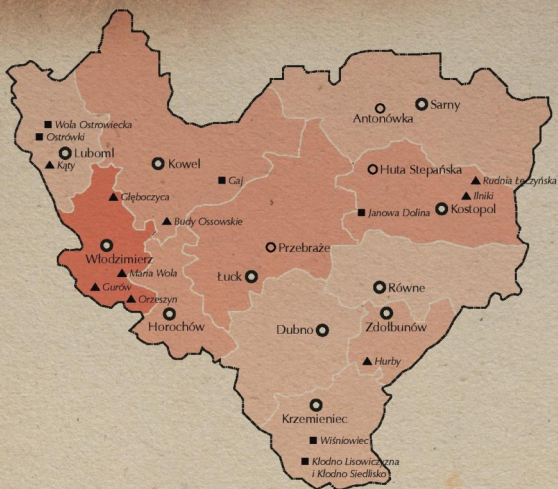 Sarny
Antonówka
Wola Ostrowiecka
Ostrówki
Luboml
Kąty
Kowel
Huta Stepańska
Rudnia Łęczyńska
Gaj
Ilniki
Głęboczyca
Janowa Dolina
Kostopol
Budy Ossowskie
Włodzimierz
Przebraże
Maria Wola
Łuck
Gurów
Równe
Orzeszyn
Horochów
Zdołbunów
Dubno
Hurby
Krzemieniec
Wiśniowiec
Kłodno Lisowiczyzna
i Kłodno Siedlisko